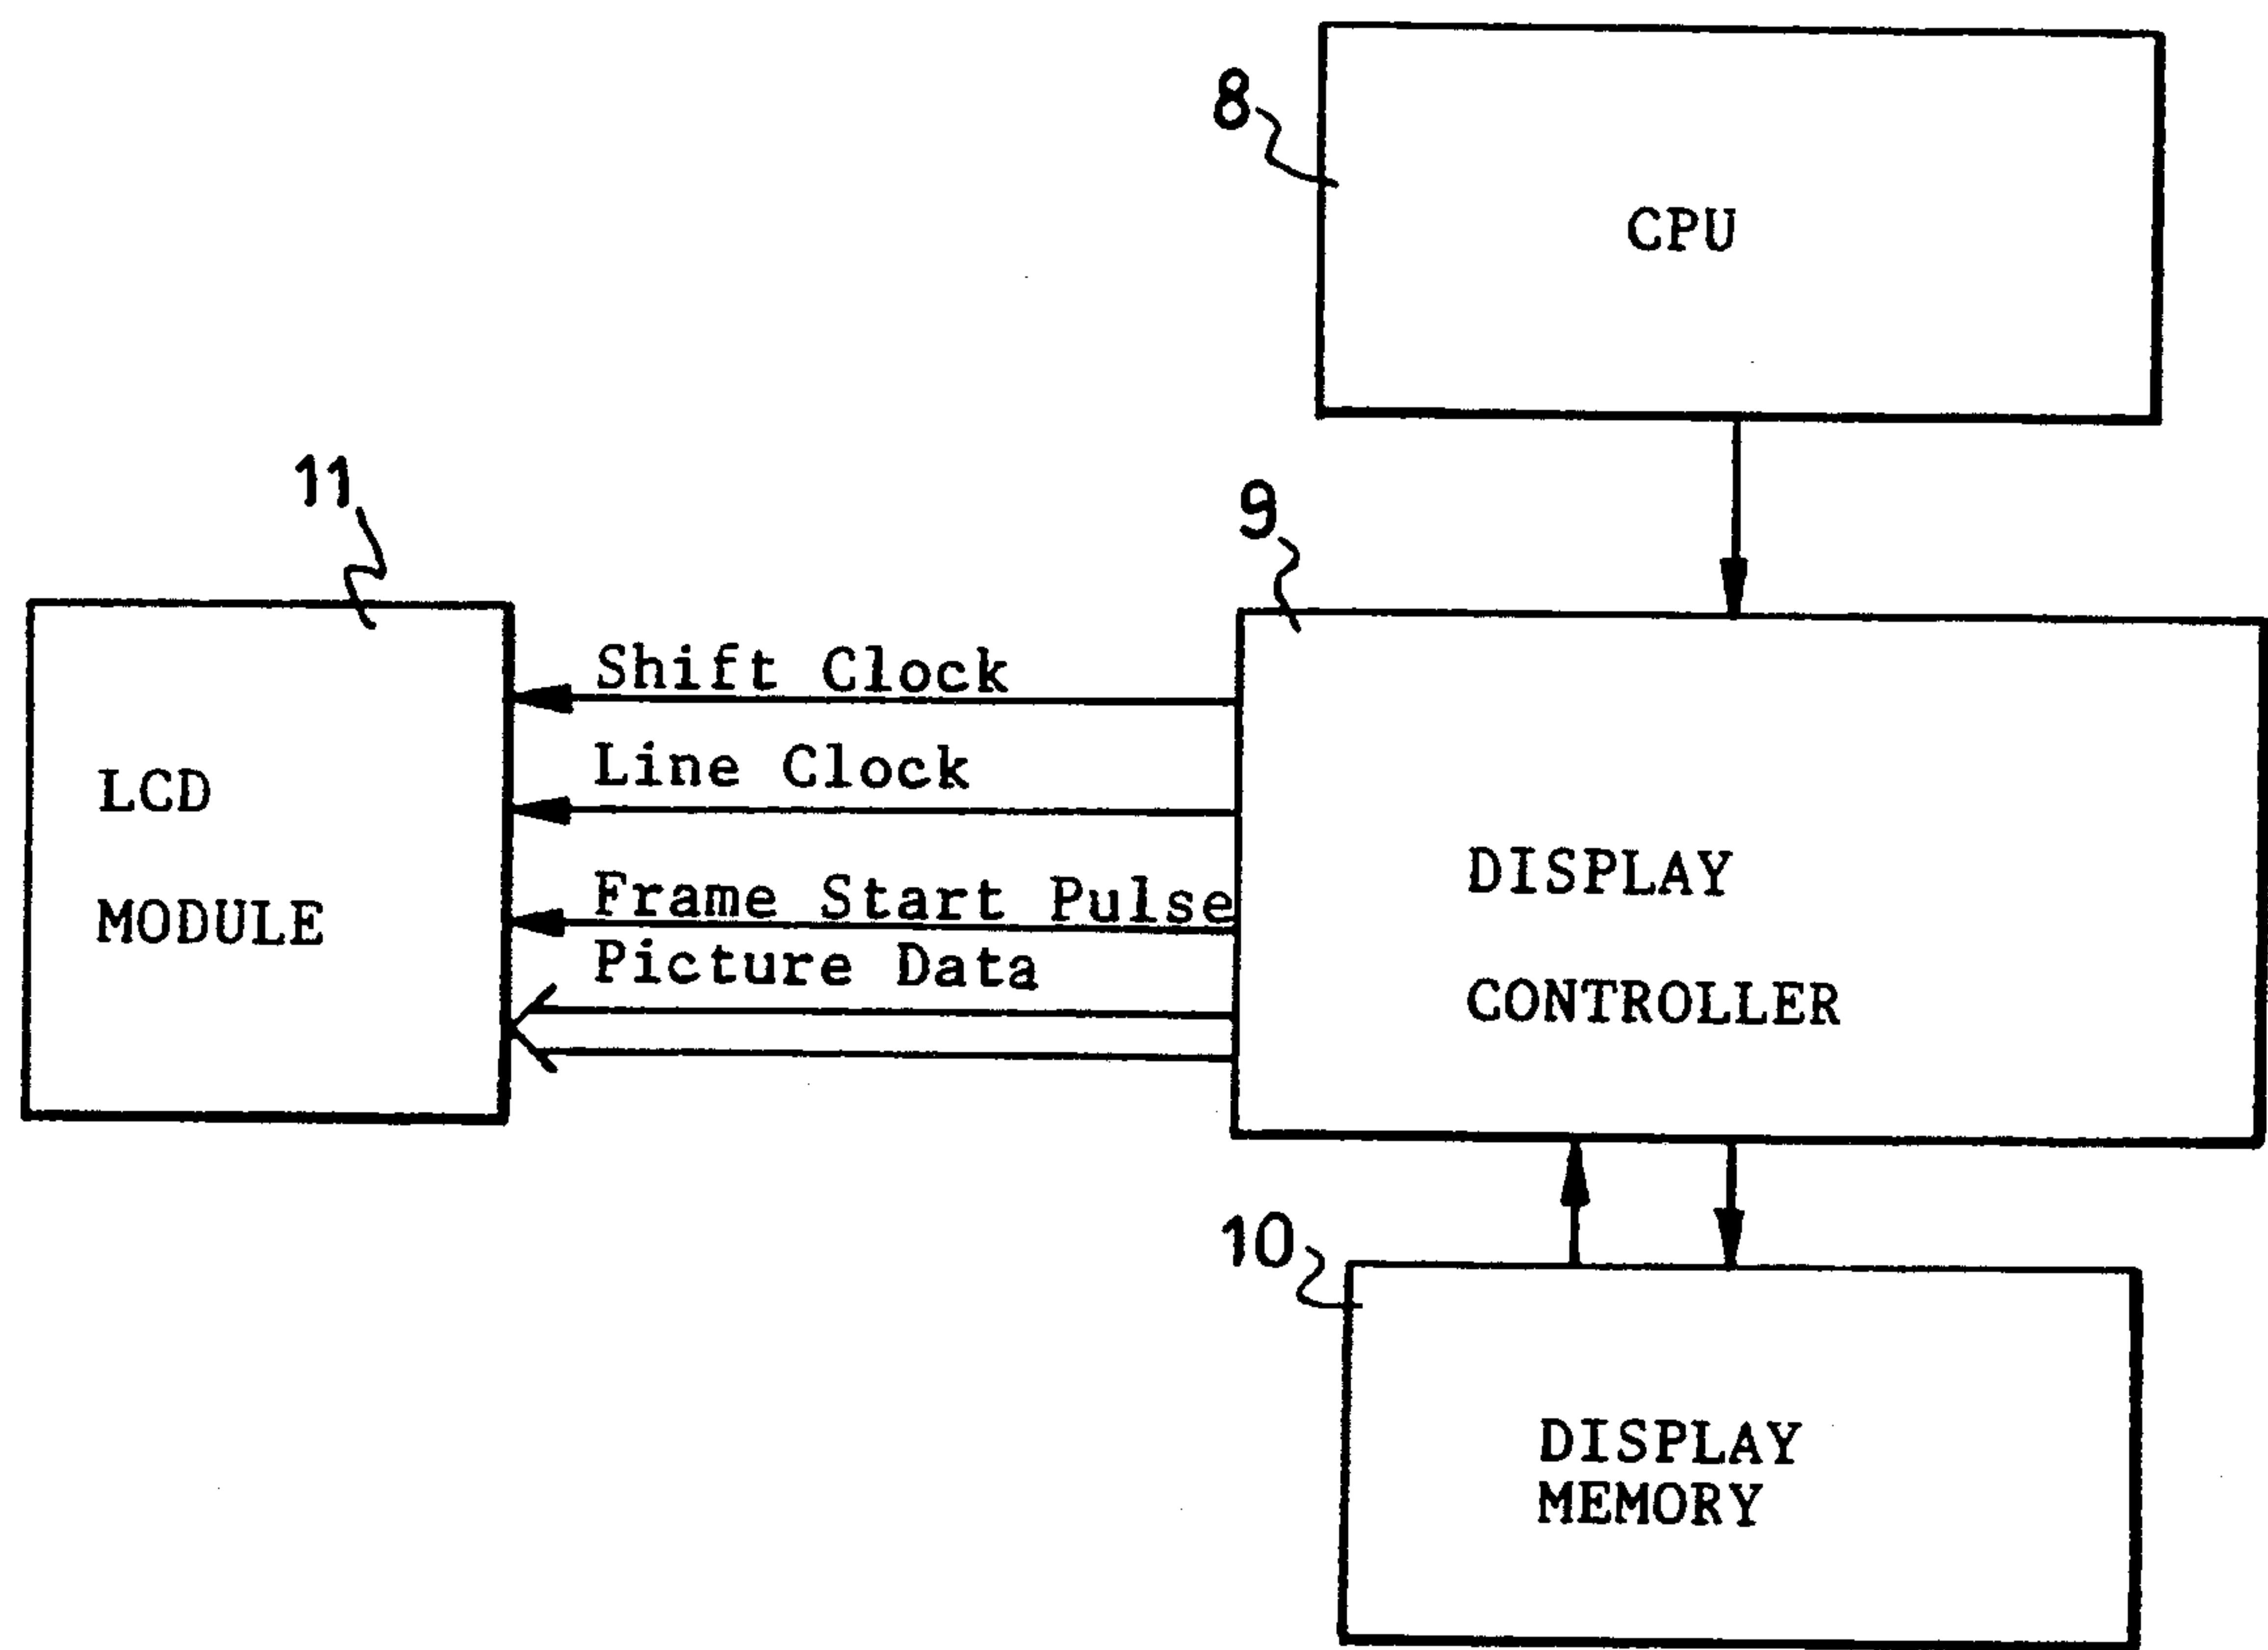 8
CPU
11
9
Shift Clock
Line Clock
Frame Start Pulse
Picture Data
LCD
MODULE
DISPLAY
CONTROLLER
10
DISPLAY
MEMORY